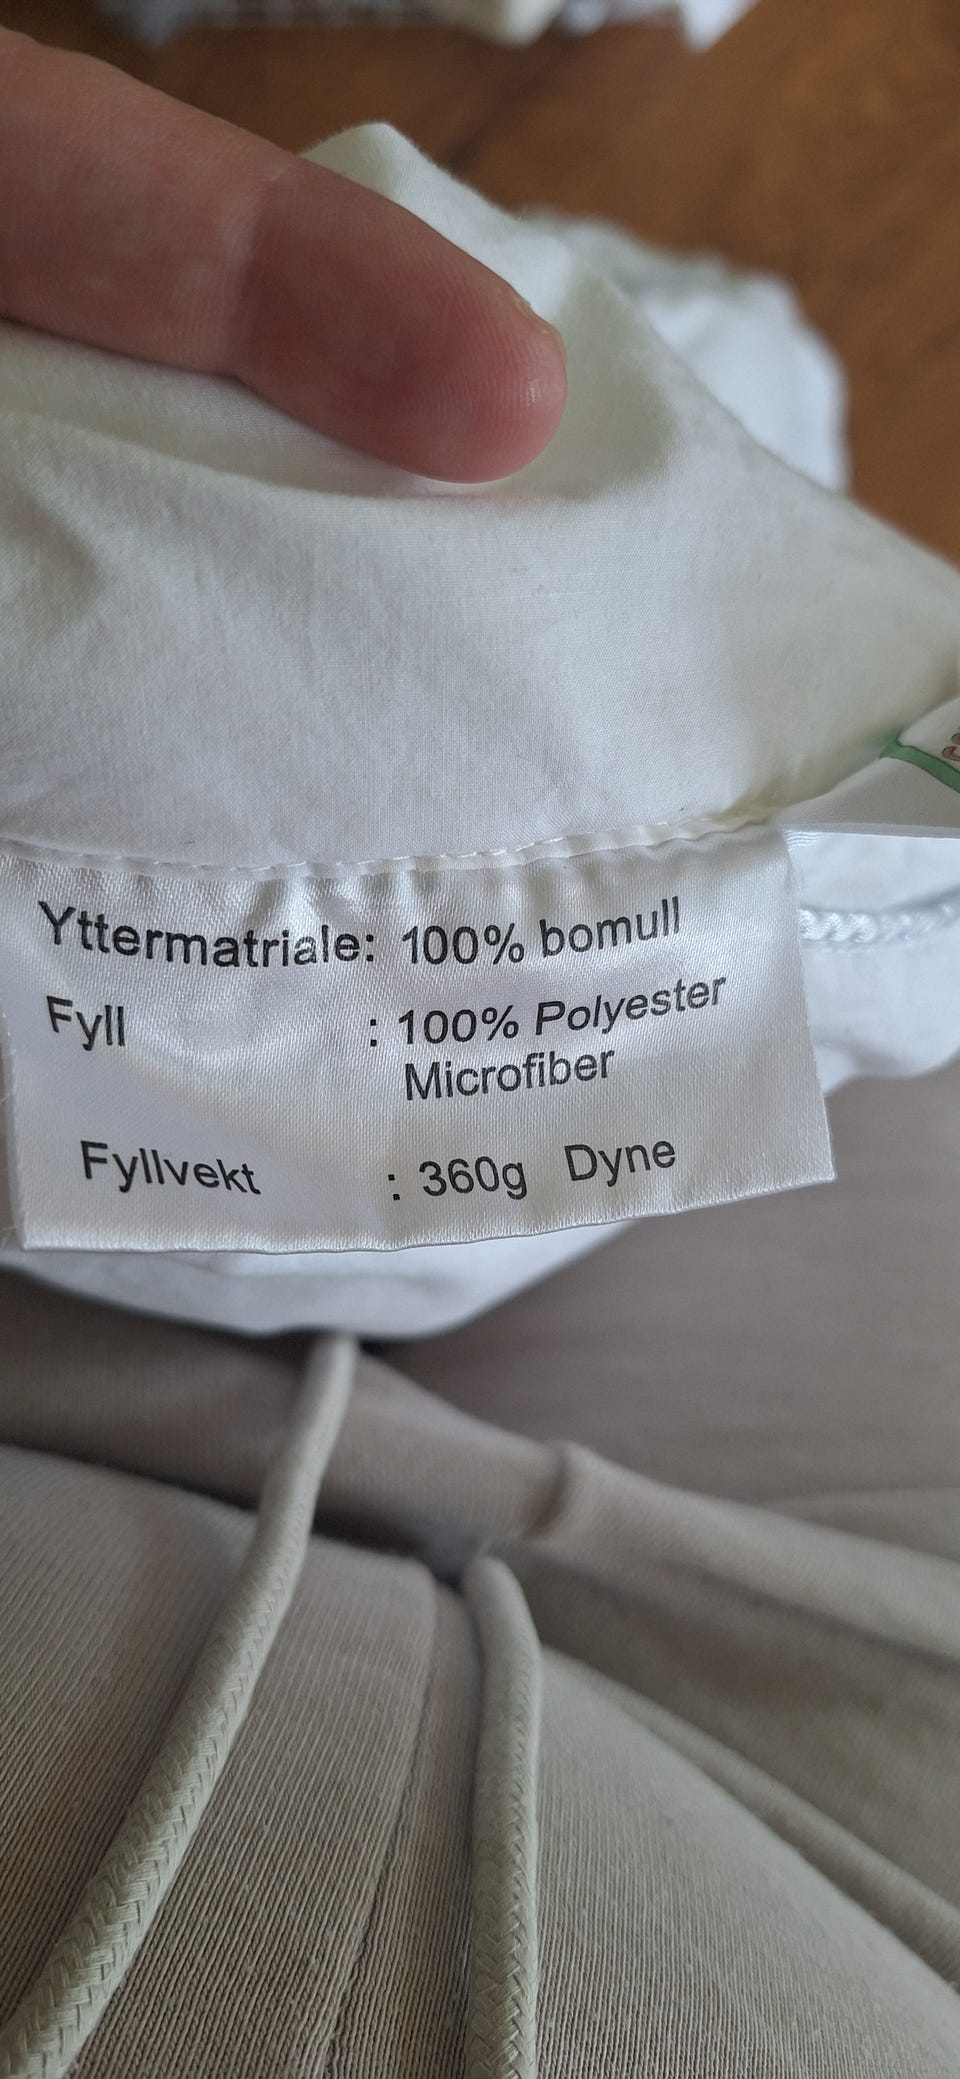 Yttermatriale: 100% bomull
Fyll : 100% Polyester
Microfiber
Fyllvekt : 360g Dyne